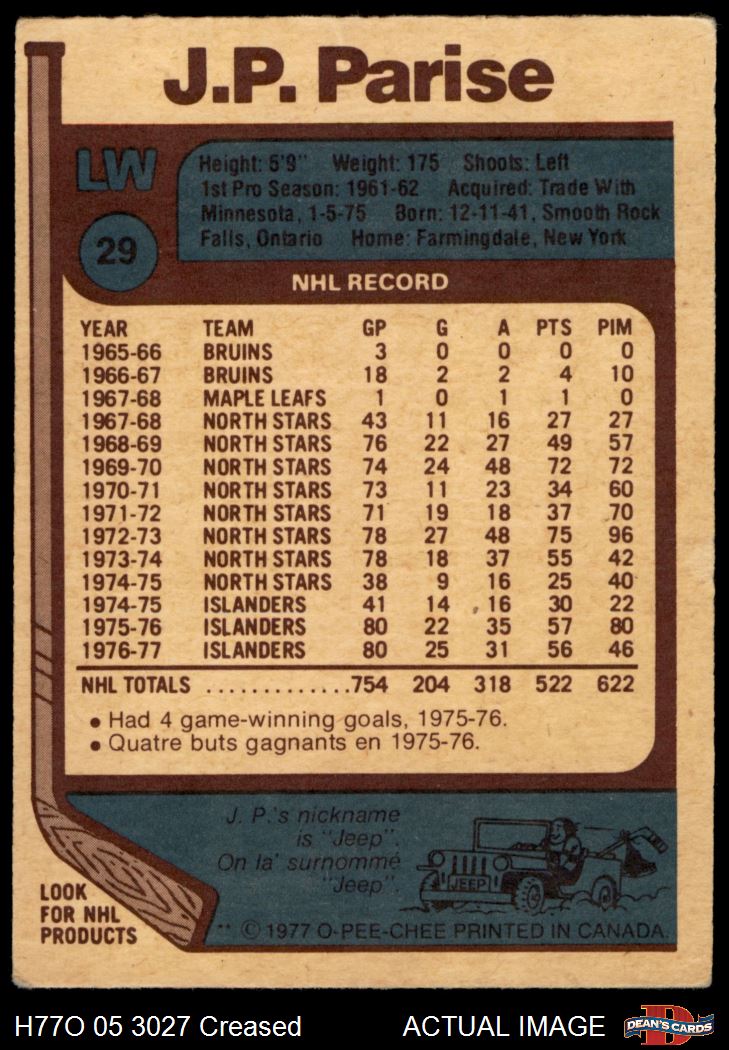 J.P. Parise
LW
29
Height: 5'9" Weight: 175 Shoots: Left
1st Pro Season: 1961-62 Acquired: Trade With
Minnesota, 1-5-75 Born: 12-11-41, Smooth Rock
Falls, Ontario Home: Farmingdale, New York
NHL RECORD
YEAR TEAM GP G A PTS PIM
1965-66 BRUINS 3 0 0 0 0
1966-67 BRUINS 18 2 2 4 10
1967-68 MAPLE LEAFS 1 0 1 1 0
1967-68 NORTH STARS 43 11 16 27 27
1968-69 NORTH STARS 76 22 27 49 57
1969-70 NORTH STARS 74 24 48 72 72
1970-71 NORTH STARS 73 11 23 34 60
1971-72 NORTH STARS 71 19 18 37 70
1972-73 NORTH STARS 78 27 48 75 96
1973-74 NORTH STARS 78 18 37 55 42
1974-75 NORTH STARS 38 9 16 25 40
1974-75 ISLANDERS 41 14 16 30 22
1975-76 ISLANDERS 80 22 35 57 80
1976-77 ISLANDERS 80 25 31 56 46
NHL TOTALS .............754 204 318 522 622
• Had 4 game-winning goals, 1975-76.
• Quatre buts gagnants en 1975-76.
J. P.'s nickname
is "Jeep".
On la' surnommé
"Jeep".
JEEP
LOOK
FOR NHL
PRODUCTS
** © 1977 O-PEE-CHEE PRINTED IN CANADA.
H77O 05 3027 Creased ACTUAL IMAGE
D
DEAN'S CARDS